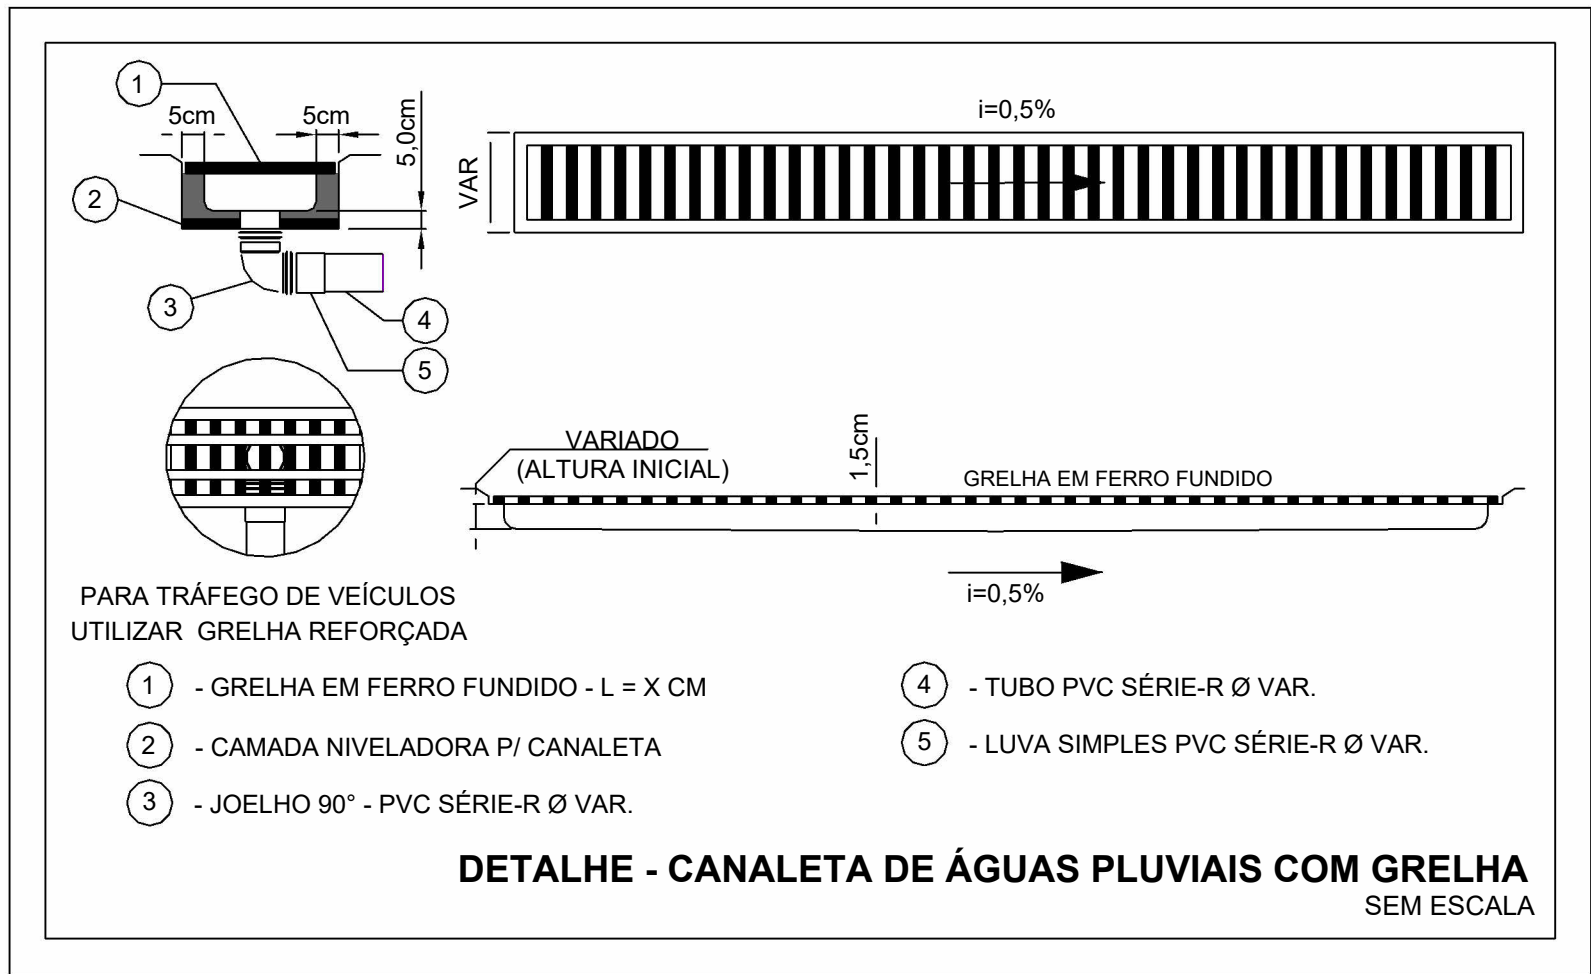 1
5cm
5cm
5,0cm
2
3
4
5
i=0,5%
VAR
VARIADO
(ALTURA INICIAL)
1,5cm
GRELHA EM FERRO FUNDIDO
i=0,5%
PARA TRÁFEGO DE VEÍCULOS
UTILIZAR GRELHA REFORÇADA
1 - GRELHA EM FERRO FUNDIDO - L = X CM
2 - CAMADA NIVELADORA P/ CANALETA
3 - JOELHO 90° - PVC SÉRIE-R Ø VAR.
4 - TUBO PVC SÉRIE-R Ø VAR.
5 - LUVA SIMPLES PVC SÉRIE-R Ø VAR.
DETALHE - CANALETA DE ÁGUAS PLUVIAIS COM GRELHA
SEM ESCALA